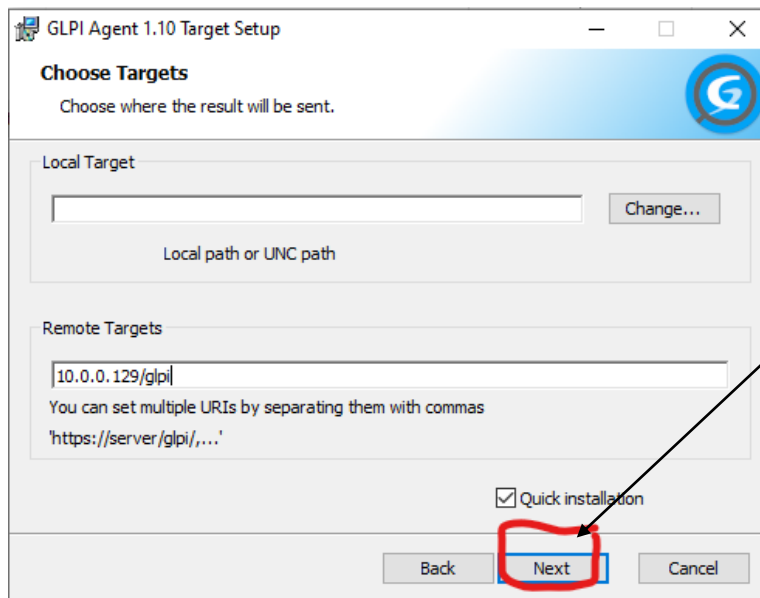 GLPI Agent 1.10 Target Setup
Choose Targets
Choose where the result will be sent.
Local Target
Change...
Local path or UNC path
Remote Targets
10.0.0.129/glpi
You can set multiple URIs by separating them with commas
'https://server/glpi/,...'
Quick installation
Back Next Cancel